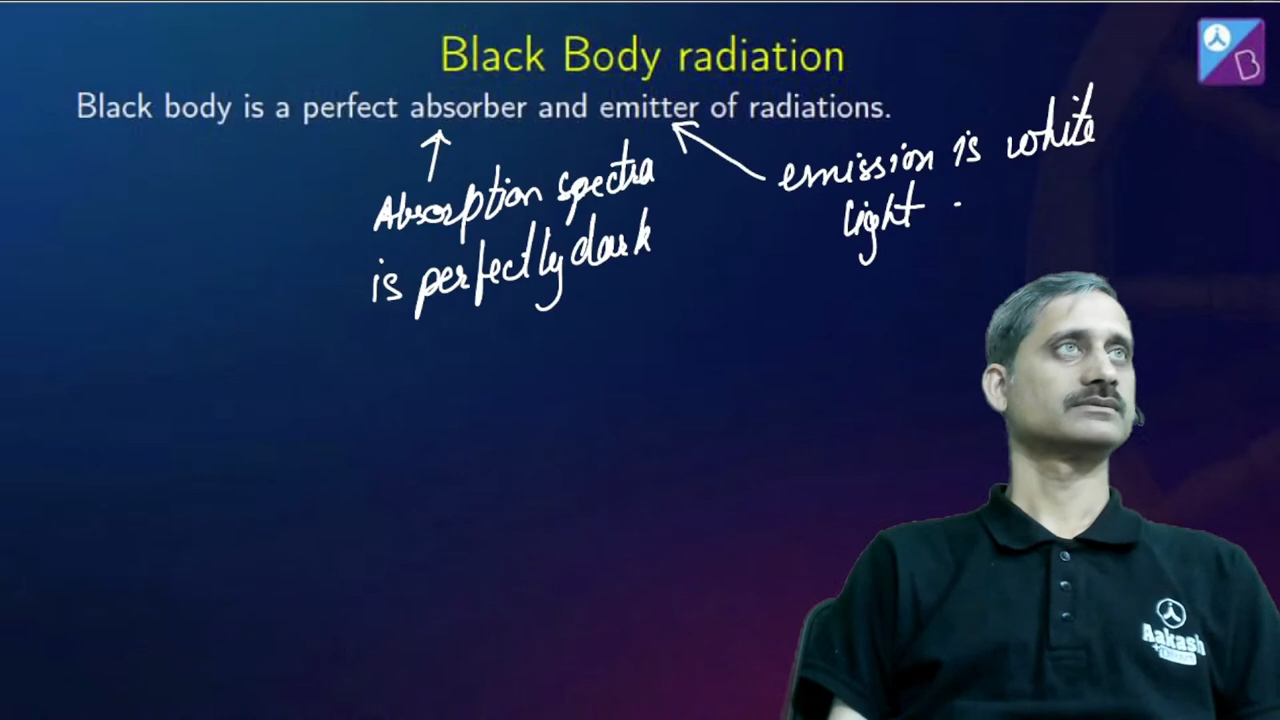 Black Body radiation
Black body is a perfect absorber and emitter of radiations.
Absorption spectra
is perfectly dark
emission is white
light .
B
Aakash